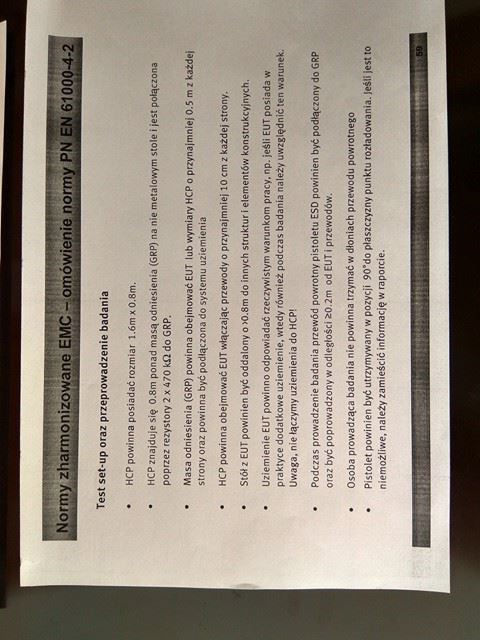 Normy zharmonizowane EMC – omówienie normy PN EN 61000-4-2
Test set-up oraz przeprowadzenie badania
• HCP powinna posiadać rozmiar 1.6m x 0.8m.
• HCP znajduje się 0.8m ponad masą odniesienia (GRP) na nie metalowym stole i jest połączona
poprzez rezystory 2 x 470 kΩ do GRP.
• Masa odniesienia (GRP) powinna obejmować EUT lub wymiary HCP o przynajmniej 0,5 m z każdej
strony oraz powinna być podłączona do systemu uziemienia
• HCP powinna obejmować EUT włączając przewody o przynajmniej 10 cm z każdej strony.
• Stół z EUT powinien być oddalony o >0.8m do innych struktur i elementów konstrukcyjnych.
• Uziemienie EUT powinno odpowiadać rzeczywistym warunkom pracy, np. jeśli EUT posiada w
praktyce dodatkowe uziemienie, wtedy również podczas badania należy uwzględnić ten warunek.
Uwaga, nie łączymy uziemienia do HCP!
• Podczas prowadzenie badania przewód powrotny pistoletu ESD powinien być podłączony do GRP
oraz być poprowadzony w odległości ≥0.2m od EUT i przewodów.
• Osoba prowadząca badania nie powinna trzymać w dłoniach przewodu powrotnego
• Pistolet powinien być utrzymywany w pozycji 90°do płaszczyzny punktu rozładowania. jeśli jest to
niemożliwe, należy zamieścić informację w raporcie.
59